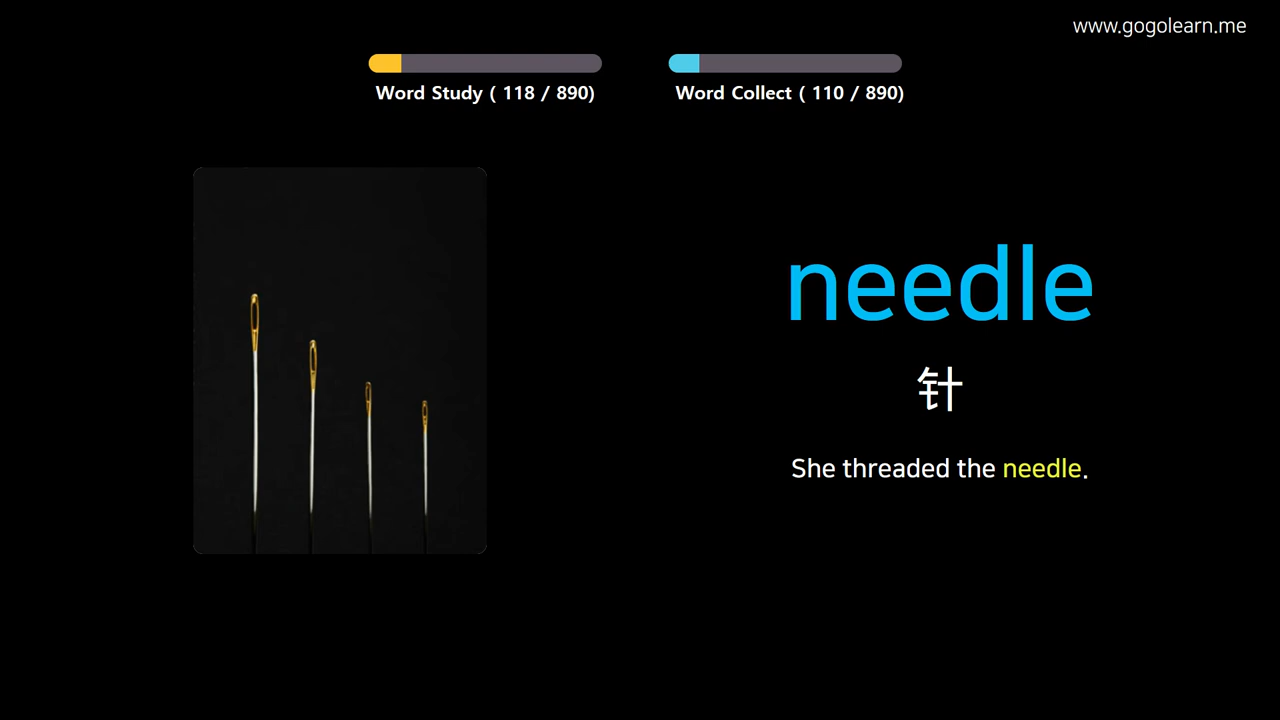 www.gogolearn.me
Word Study ( 118 / 890)
Word Collect ( 110 / 890)
needle
针
She threaded the needle.